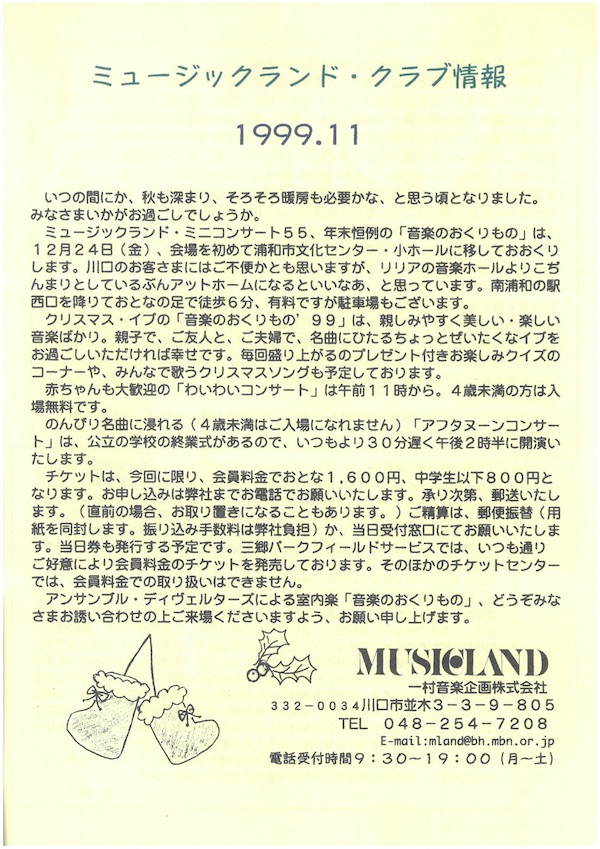 ミュージックランド・クラブ情報
1999.11
いつの間にか、秋も深まり、そろそろ暖房も必要かな、と思う頃となりました。
みなさまいかがお過ごしでしょうか。
ミュージックランド・ミニコンサート５５、年末恒例の「音楽のおくりもの」は、
１２月２４日（金）、会場を初めて浦和市文化センター・小ホールに移しておおくり
します。川口のお客さまにはご不便かとも思いますが、リリアの音楽ホールよりこぢ
んまりとしているぶんアットホームになるといいなあ、と思っています。南浦和の駅
西口を降りておとなの足で徒歩６分、有料ですが駐車場もございます。
クリスマス・イブの「音楽のおくりもの’９９」は、親しみやすく美しい・楽しい
音楽ばかり。親子で、ご友人と、ご夫婦で、名曲にひたるちょっとぜいたくなイブを
お過ごしいただければ幸せです。毎回盛り上がるのプレゼント付きお楽しみクイズの
コーナーや、みんなで歌うクリスマスソングも予定しております。
赤ちゃんも大歓迎の「わいわいコンサート」は午前１１時から。４歳未満の方は入
場無料です。
のんびり名曲に浸れる（４歳未満はご入場になれません）「アフタヌーンコンサー
ト」は、公立の学校の終業式があるので、いつもより３０分遅く午後２時半に開演い
たします。
チケットは、今回に限り、会員料金でおとな１,６００円、中学生以下８００円と
なります。お申し込みは弊社までお電話でお願いいたします。承り次第、郵送いたし
ます。（直前の場合、お取り置きになることもあります。）ご精算は、郵便振替（用
紙を同封します。振り込み手数料は弊社負担）か、当日受付窓口にてお願いいたしま
す。当日券も発行する予定です。三郷パークフィールドサービスでは、いつも通り
ご好意により会員料金のチケットを発売しております。そのほかのチケットセンター
では、会員料金での取り扱いはできません。
アンサンブル・ディヴェルターズによる室内楽「音楽のおくりもの」、どうぞみな
さまお誘い合わせの上ご来場くださいますよう、お願い申し上げます。
MUSICLAND
一村音楽企画株式会社
３３２－００３４川口市並木３－３－９－８０５
TEL ０４８－２５４－７２０８
E-mail:mland@bh.mbn.or.jp
電話受付時間９：３０～１９：００（月～土）